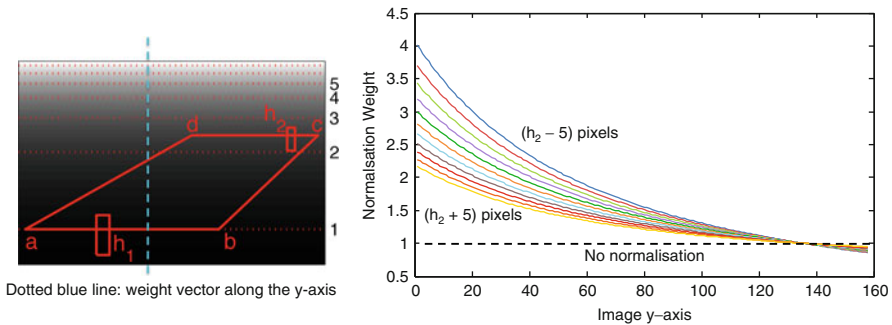 5
4
3
2
1
d
h2
c
a
h1
b
Dotted blue line: weight vector along the y-axis
Normalisation Weight
4.5
4
3.5
3
2.5
2
1.5
1
0.5
(h2 – 5) pixels
(h2 + 5) pixels
No normalisation
0 20 40 60 80 100 120 140 160
Image y–axis